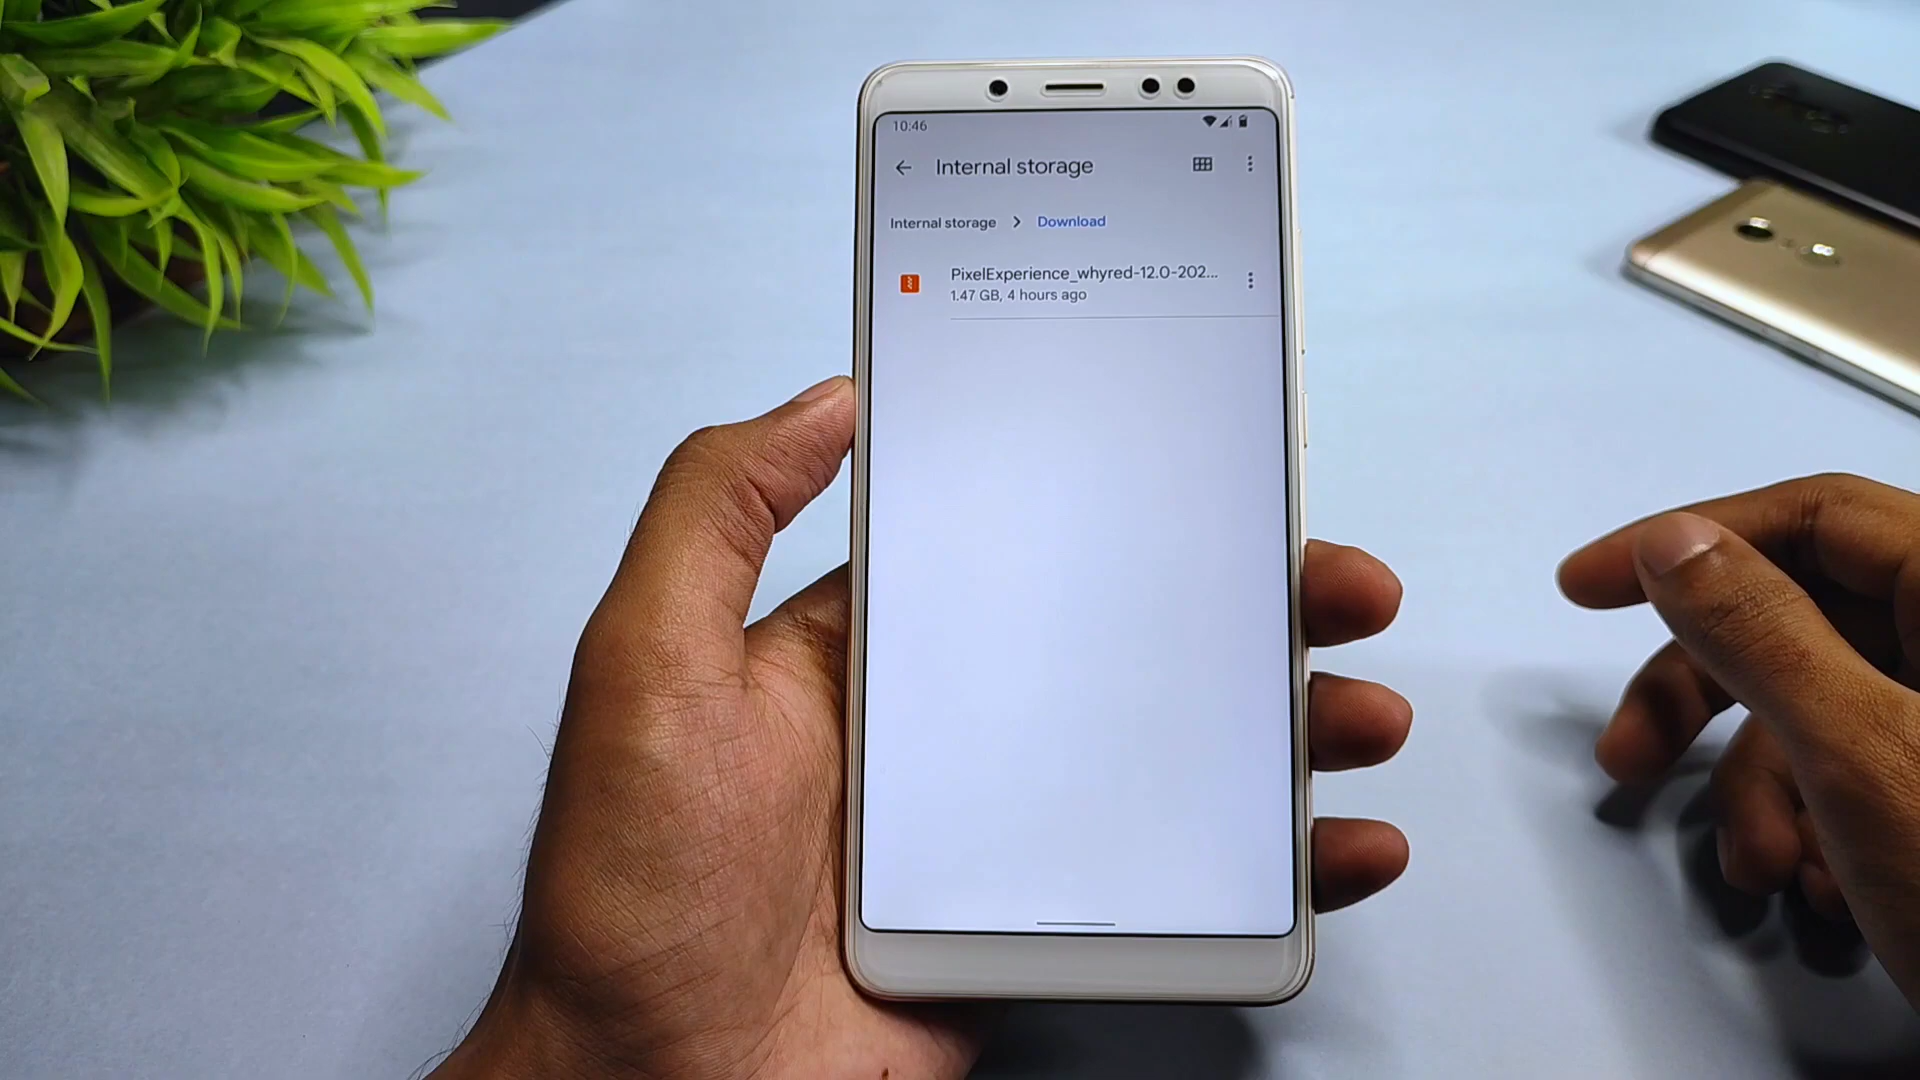 10:46
Internal storage
Internal storage > Download
PixelExperience_whyred-12.0-202...
1.47 GB, 4 hours ago